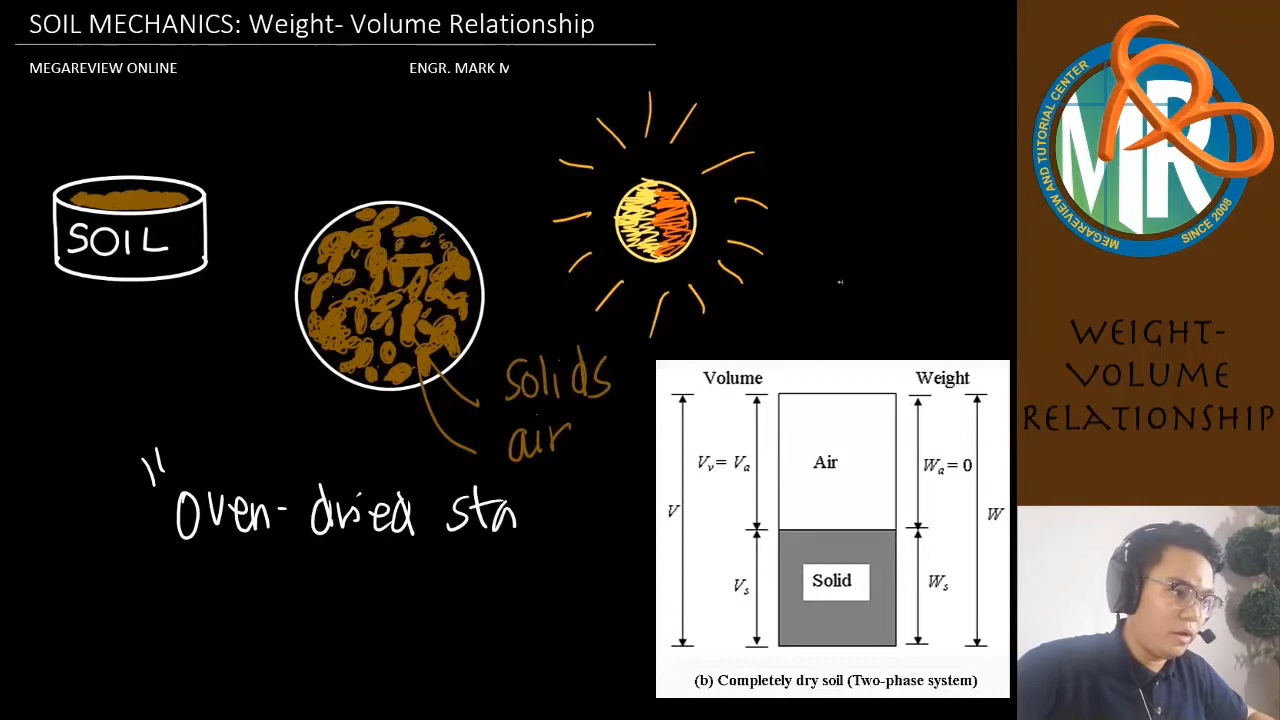 SOIL MECHANICS: Weight- Volume Relationship
MEGAREVIEW ONLINE
ENGR. MARK M
SOIL
solids
air
"oven-dried sta
Volume
Weight
V
Vv = Va
Air
Wa = 0
W
Vs
Solid
Ws
(b) Completely dry soil (Two-phase system)
MR
MEGAREVIEW AND TUTORIAL CENTER
SINCE 2008
WEIGHT-
VOLUME
RELATIONSHIP